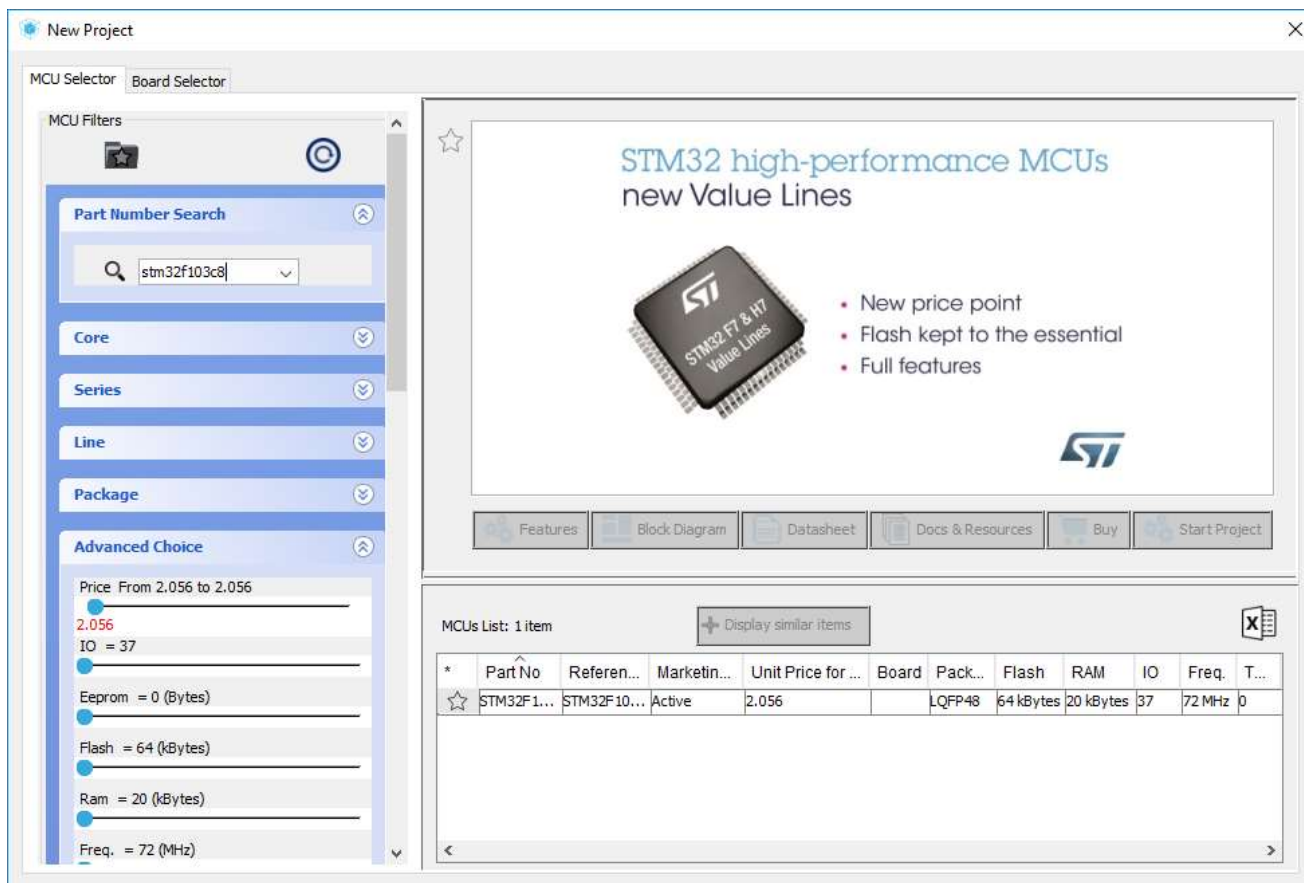 New Project
MCU Selector Board Selector
MCU Filters
Part Number Search
stm32f103c8
Core
Series
Line
Package
Advanced Choice
Price From 2.056 to 2.056
2.056
IO = 37
Eeprom = 0 (Bytes)
Flash = 64 (kBytes)
Ram = 20 (kBytes)
Freq. = 72 (MHz)
STM32 high-performance MCUs
new Value Lines
ST
STM32 F7 & H7
Value Lines
• New price point
• Flash kept to the essential
• Full features
ST
Features Block Diagram Datasheet Docs & Resources Buy Start Project
MCUs List: 1 item
Display similar items
* Part No Referen... Marketin... Unit Price for ... Board Pack... Flash RAM IO Freq. T...
STM32F1... STM32F10... Active 2.056 LQFP48 64 kBytes 20 kBytes 37 72 MHz 0